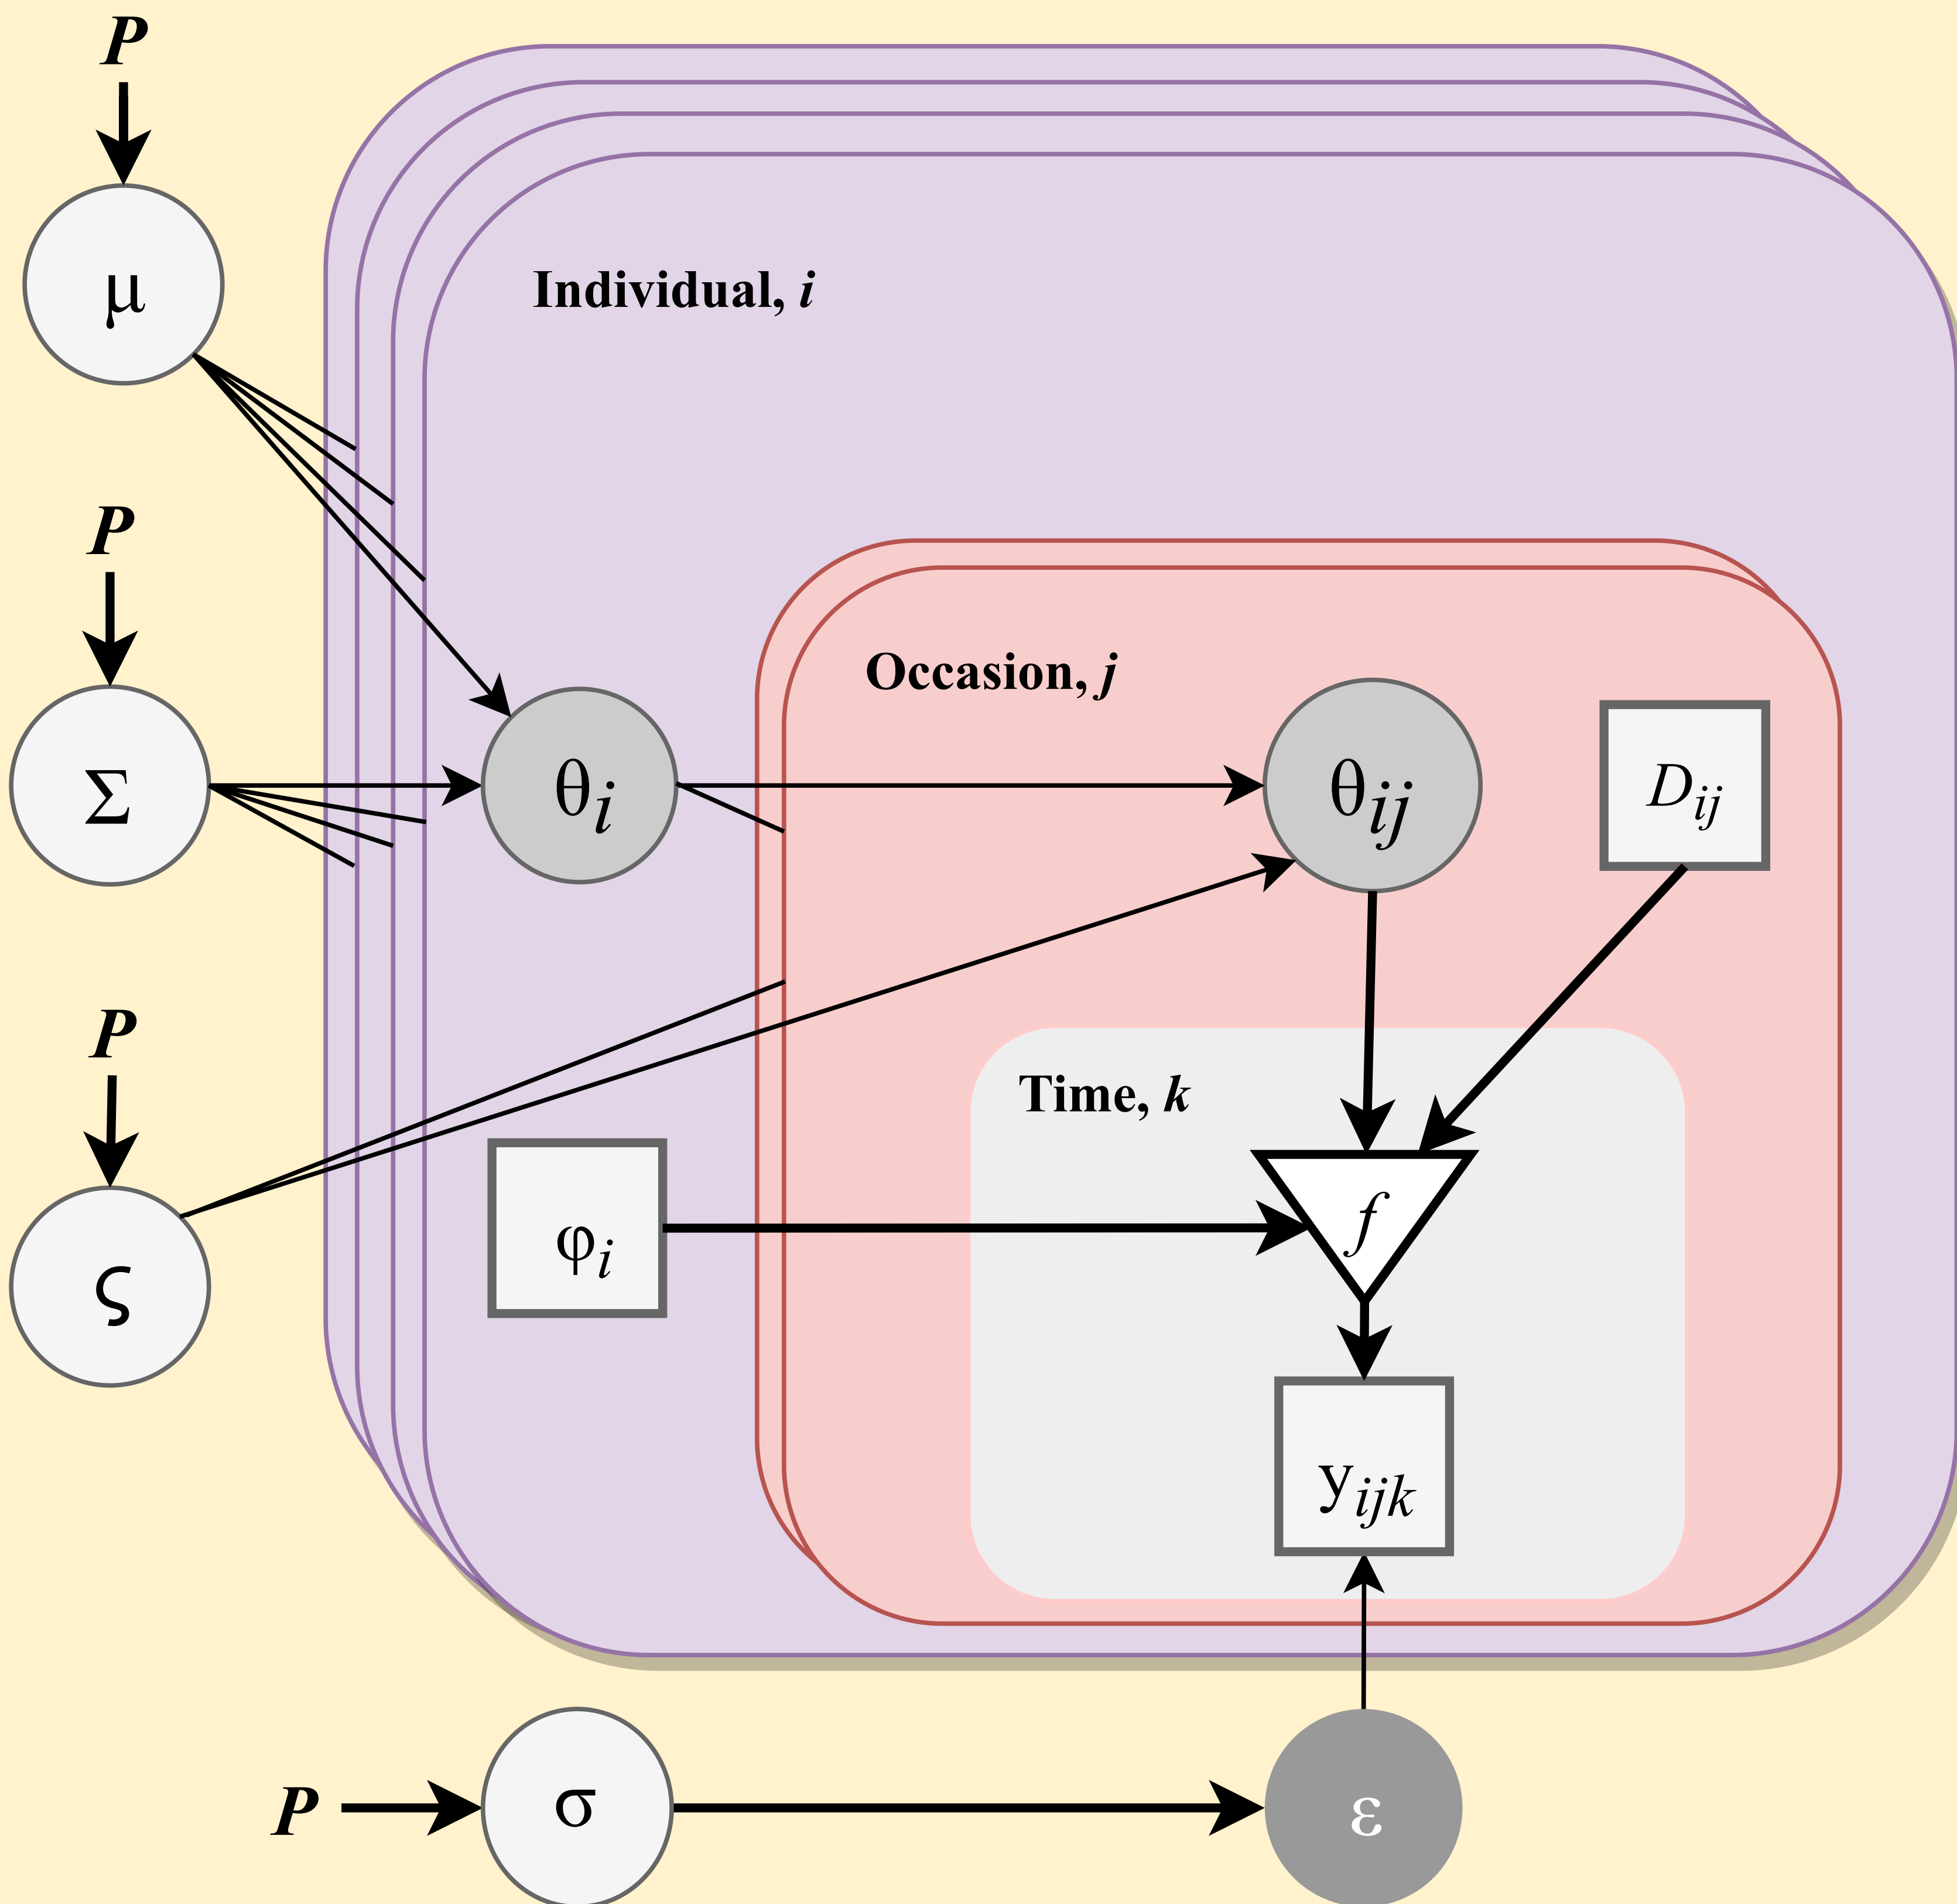 P
μ
Individual, i
P
Occasion, j
Σ
θi
θij
Dij
P
Time, k
ς
φi
f
yijk
P
σ
ε